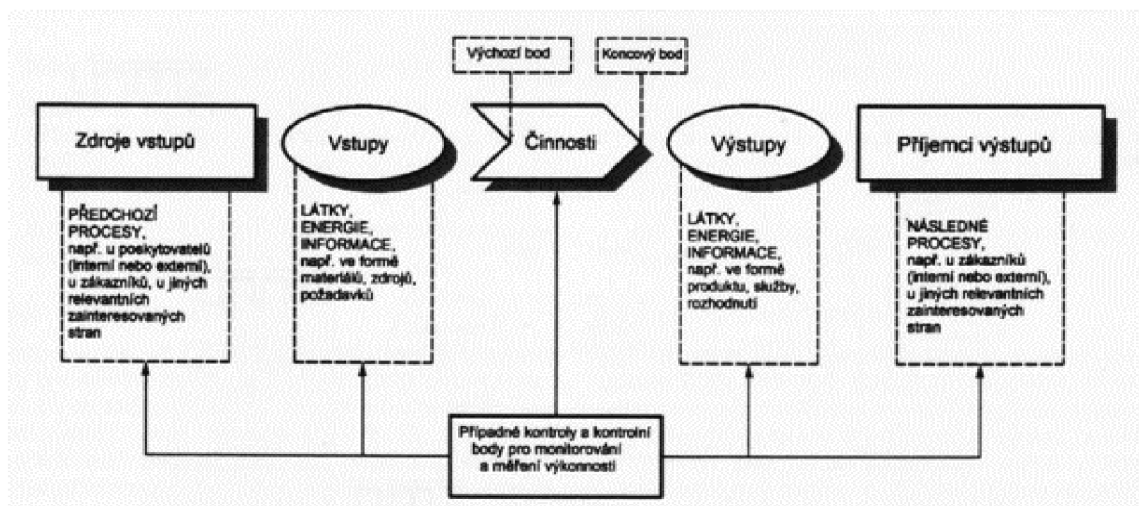 Výchozí bod
Koncový bod
Zdroje vstupů
Vstupy
Činnosti
Výstupy
Příjemci výstupů
PŘEDCHOZÍ
PROCESY,
např. u poskytovatelů
(interní nebo externí),
u zákazníků, u jiných
relevantních
zainteresovaných
stran
LÁTKY,
ENERGIE,
INFORMACE,
např. ve formě
materiálů, zdrojů,
požadavků
LÁTKY,
ENERGIE,
INFORMACE,
např. ve formě
produktu, služby,
rozhodnutí
NÁSLEDNÉ
PROCESY,
např. u zákazníků
(interní nebo externí),
u jiných relevantních
zainteresovaných
stran
Případné kontroly a kontrolní
body pro monitorování
a měření výkonnosti